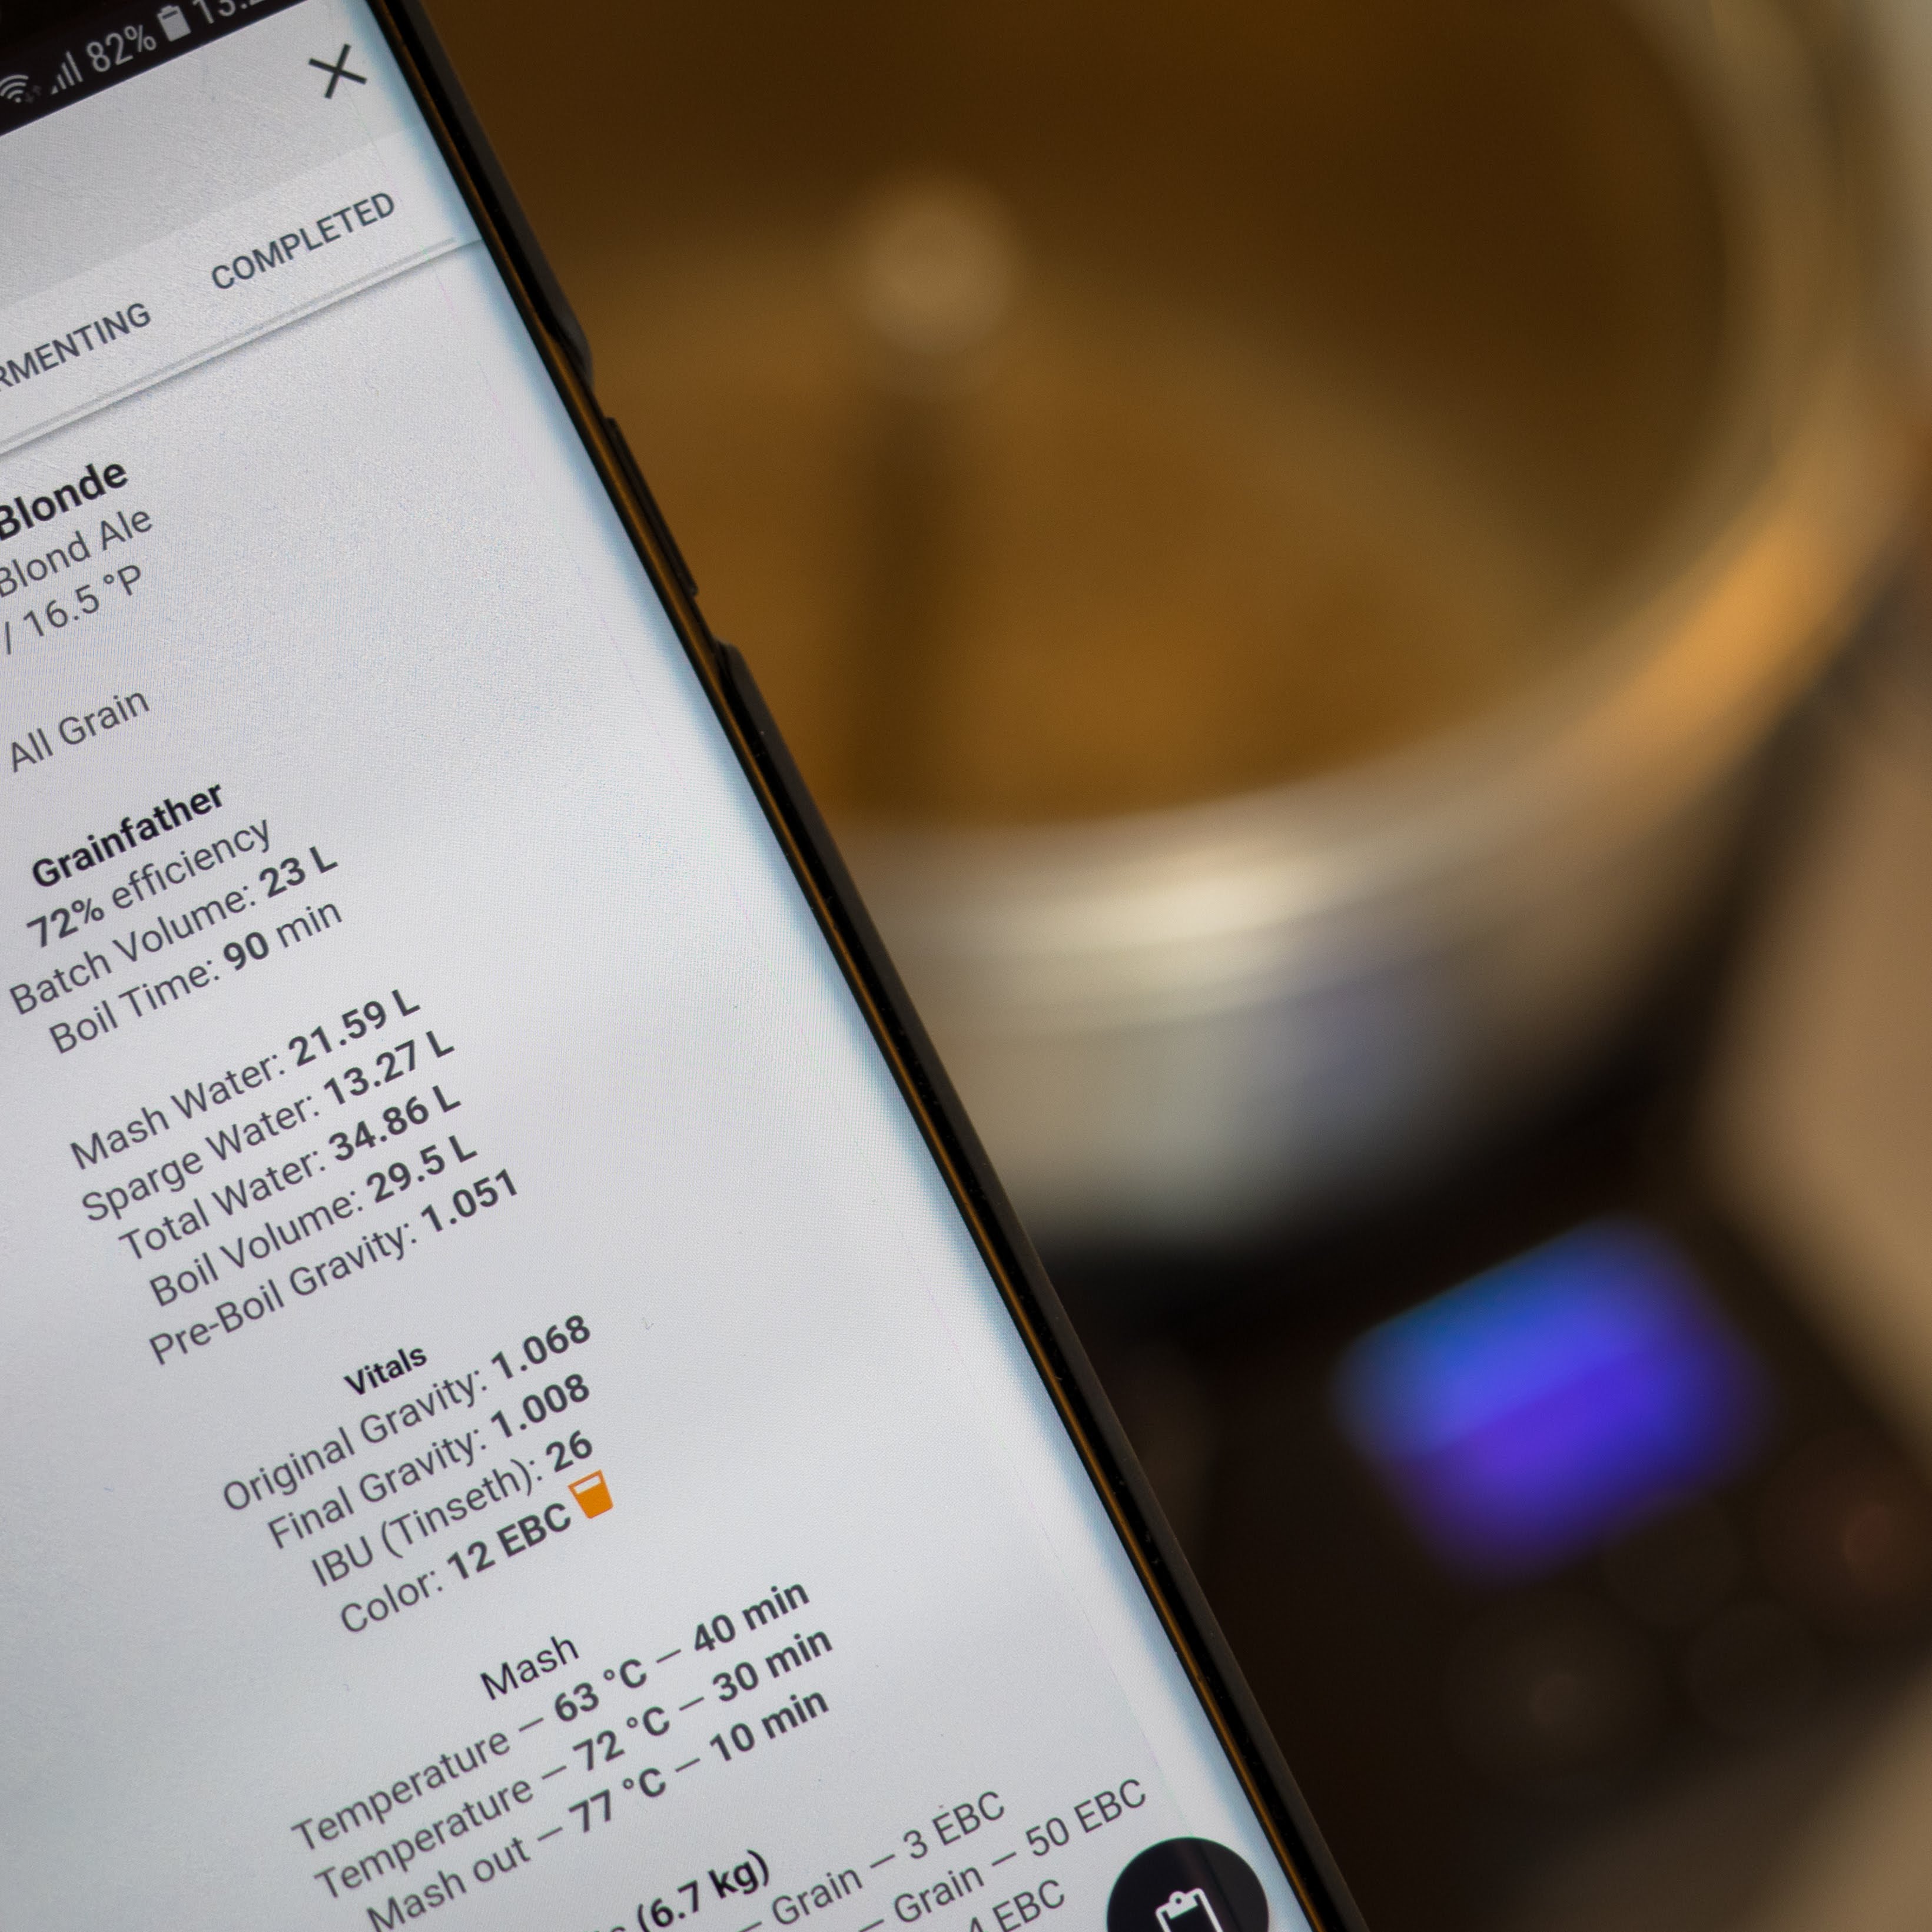 82%
COMPLETED
Blonde
Blond Ale
/ 16.5 °P
All Grain
Grainfather
72% efficiency
Batch Volume: 23 L
Boil Time: 90 min
Mash Water: 21.59 L
Sparge Water: 13.27 L
Total Water: 34.86 L
Boil Volume: 29.5 L
Pre-Boil Gravity: 1.051
Vitals
Original Gravity: 1.068
Final Gravity: 1.008
IBU (Tinseth): 26
Color: 12 EBC
Mash
Temperature — 63 °C — 40 min
Temperature — 72 °C — 30 min
Mash out — 77 °C — 10 min
(6.7 kg)
— Grain — 3 EBC
— Grain — 50 EBC
4 EBC